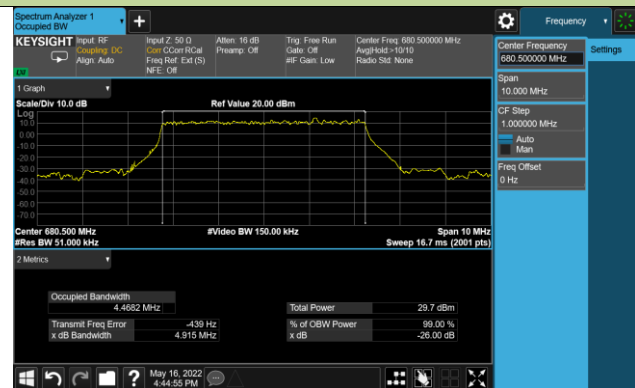 Spectrum Analyzer 1
Occupied BW
Frequency
KEYSIGHT
Input: RF
Coupling: DC
Align: Auto
Input Z: 50 Ω
Corr CCorr RCal
Freq Ref: Ext (S)
NFE: Off
Atten: 16 dB
Preamp: Off
Trig: Free Run
Gate: Off
#IF Gain: Low
Center Freq: 680.500000 MHz
Avg|Hold:>10/10
Radio Std: None
Center Frequency
680.500000 MHz
Settings
Span
10.000 MHz
CF Step
1.000000 MHz
Auto
Man
Freq Offset
0 Hz
1 Graph
Scale/Div 10.0 dB
Ref Value 20.00 dBm
Log
10.0
0.00
-10.0
-20.0
-30.0
-40.0
-50.0
-60.0
-70.0
Center 680.500 MHz
#Video BW 150.00 kHz
Span 10 MHz
#Res BW 51.000 kHz
Sweep 16.7 ms (2001 pts)
2 Metrics
Occupied Bandwidth
4.4682 MHz
Total Power 29.7 dBm
Transmit Freq Error -439 Hz
% of OBW Power 99.00 %
x dB Bandwidth 4.915 MHz
x dB -26.00 dB
May 16, 2022
4:44:55 PM